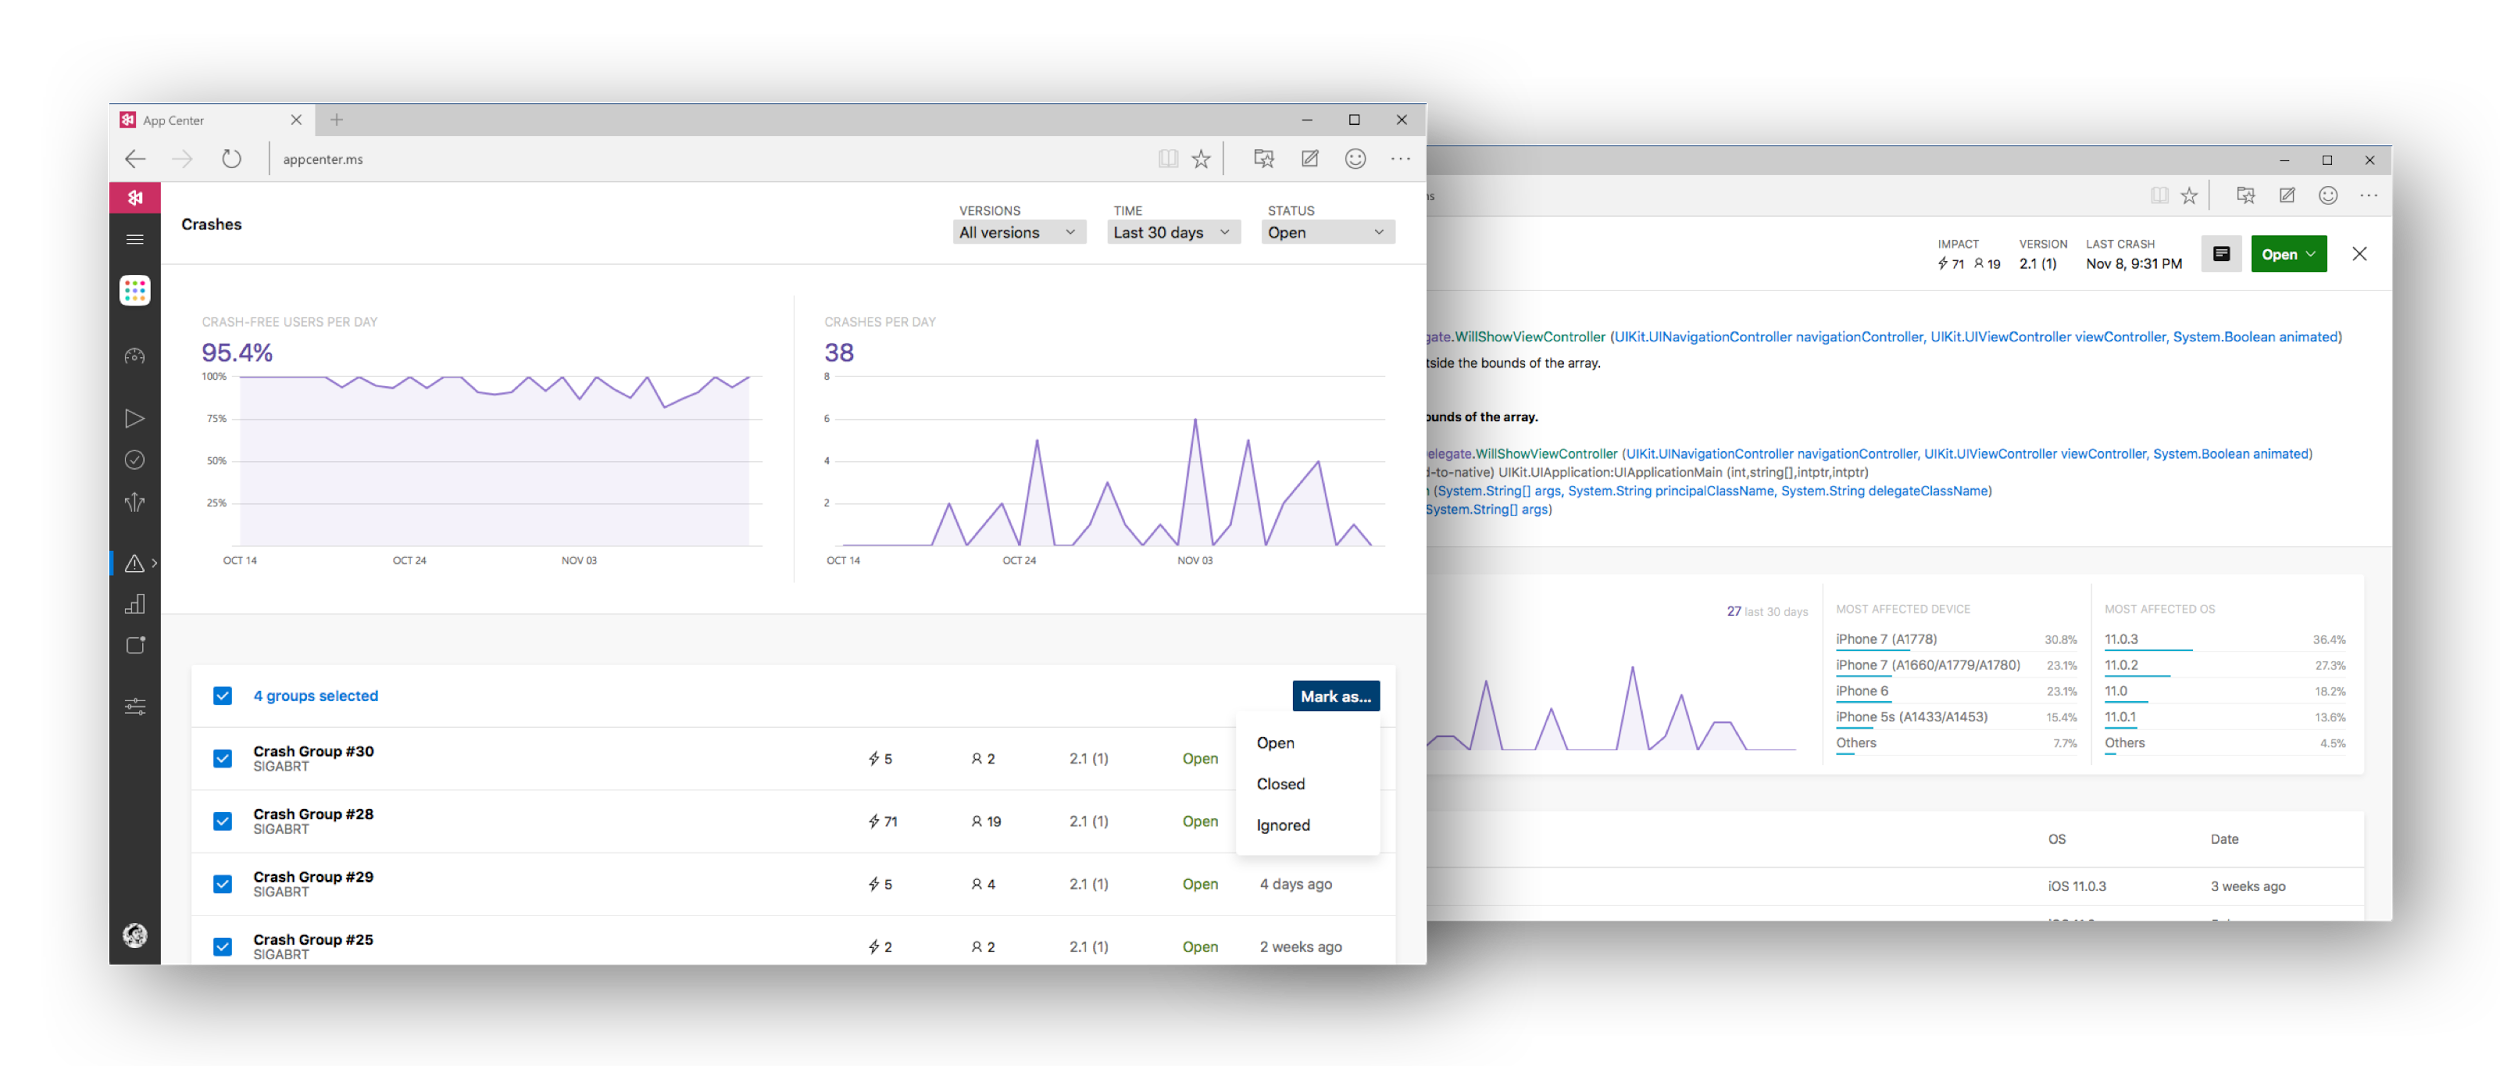 App Center
appcenter.ms
Crashes
VERSIONS
All versions
TIME
Last 30 days
STATUS
Open
CRASH-FREE USERS PER DAY
95.4%
100%
75%
50%
25%
OCT 14 OCT 24 NOV 03
CRASHES PER DAY
38
8
6
4
2
OCT 14 OCT 24 NOV 03
4 groups selected
Mark as...
Open
Closed
Ignored
Crash Group #30
SIGABRT
5 2 2.1 (1) Open
Crash Group #28
SIGABRT
71 19 2.1 (1) Open
Crash Group #29
SIGABRT
5 4 2.1 (1) Open 4 days ago
Crash Group #25
SIGABRT
2 2 2.1 (1) Open 2 weeks ago
IMPACT
71 19
VERSION
2.1 (1)
LAST CRASH
Nov 8, 9:31 PM
Open
gate.WillShowViewController (UIKit.UINavigationController navigationController, UIKit.UIViewController viewController, System.Boolean animated)
tside the bounds of the array.
ounds of the array.
elegate.WillShowViewController (UIKit.UINavigationController navigationController, UIKit.UIViewController viewController, System.Boolean animated)
d-to-native) UIKit.UIApplication:UIApplicationMain (int,string[],intptr,intptr)
(System.String[] args, System.String principalClassName, System.String delegateClassName)
System.String[] args)
27 last 30 days
MOST AFFECTED DEVICE
iPhone 7 (A1778) 30.8%
iPhone 7 (A1660/A1779/A1780) 23.1%
iPhone 6 23.1%
iPhone 5s (A1433/A1453) 15.4%
Others 7.7%
MOST AFFECTED OS
11.0.3 36.4%
11.0.2 27.3%
11.0 18.2%
11.0.1 13.6%
Others 4.5%
OS Date
iOS 11.0.3 3 weeks ago